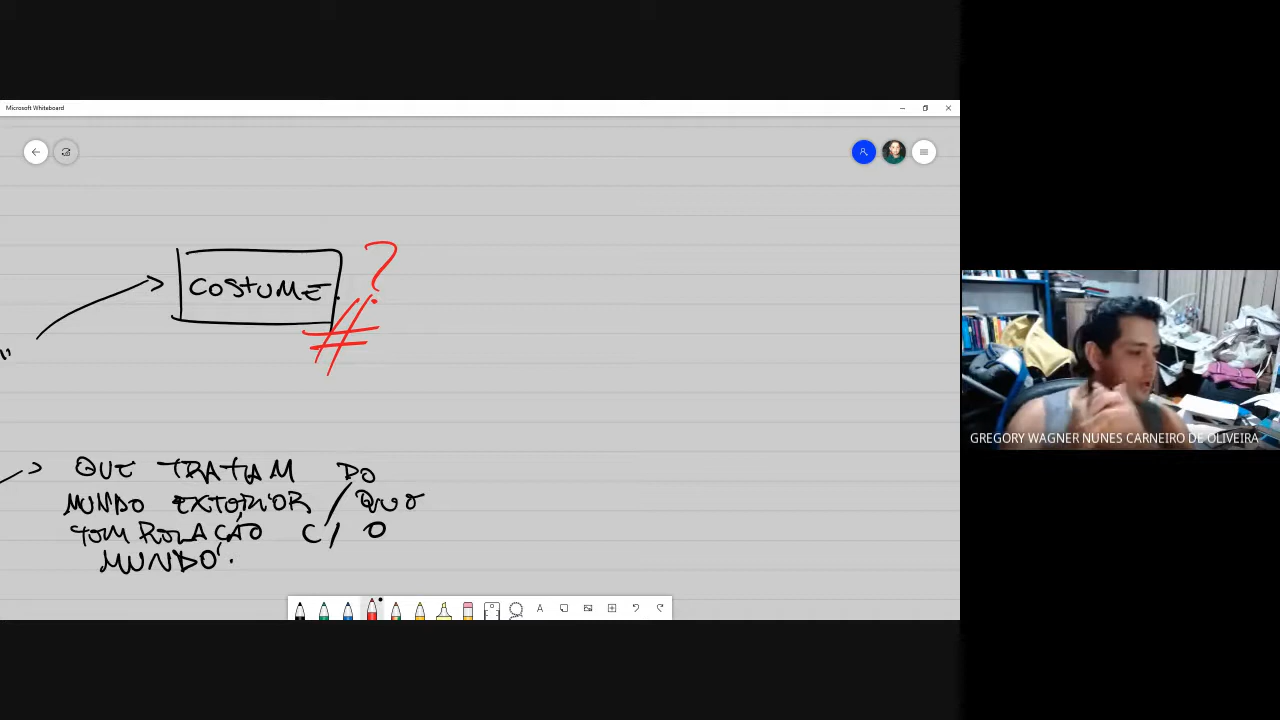 Microsoft Whiteboard
COSTUME ?
#
QUE TRATAM DO
MUNDO EXTERIOR / QUE
TEM RELAÇÃO C/ O
MUNDO.
A
GREGORY WAGNER NUNES CARNEIRO DE OLIVEIRA